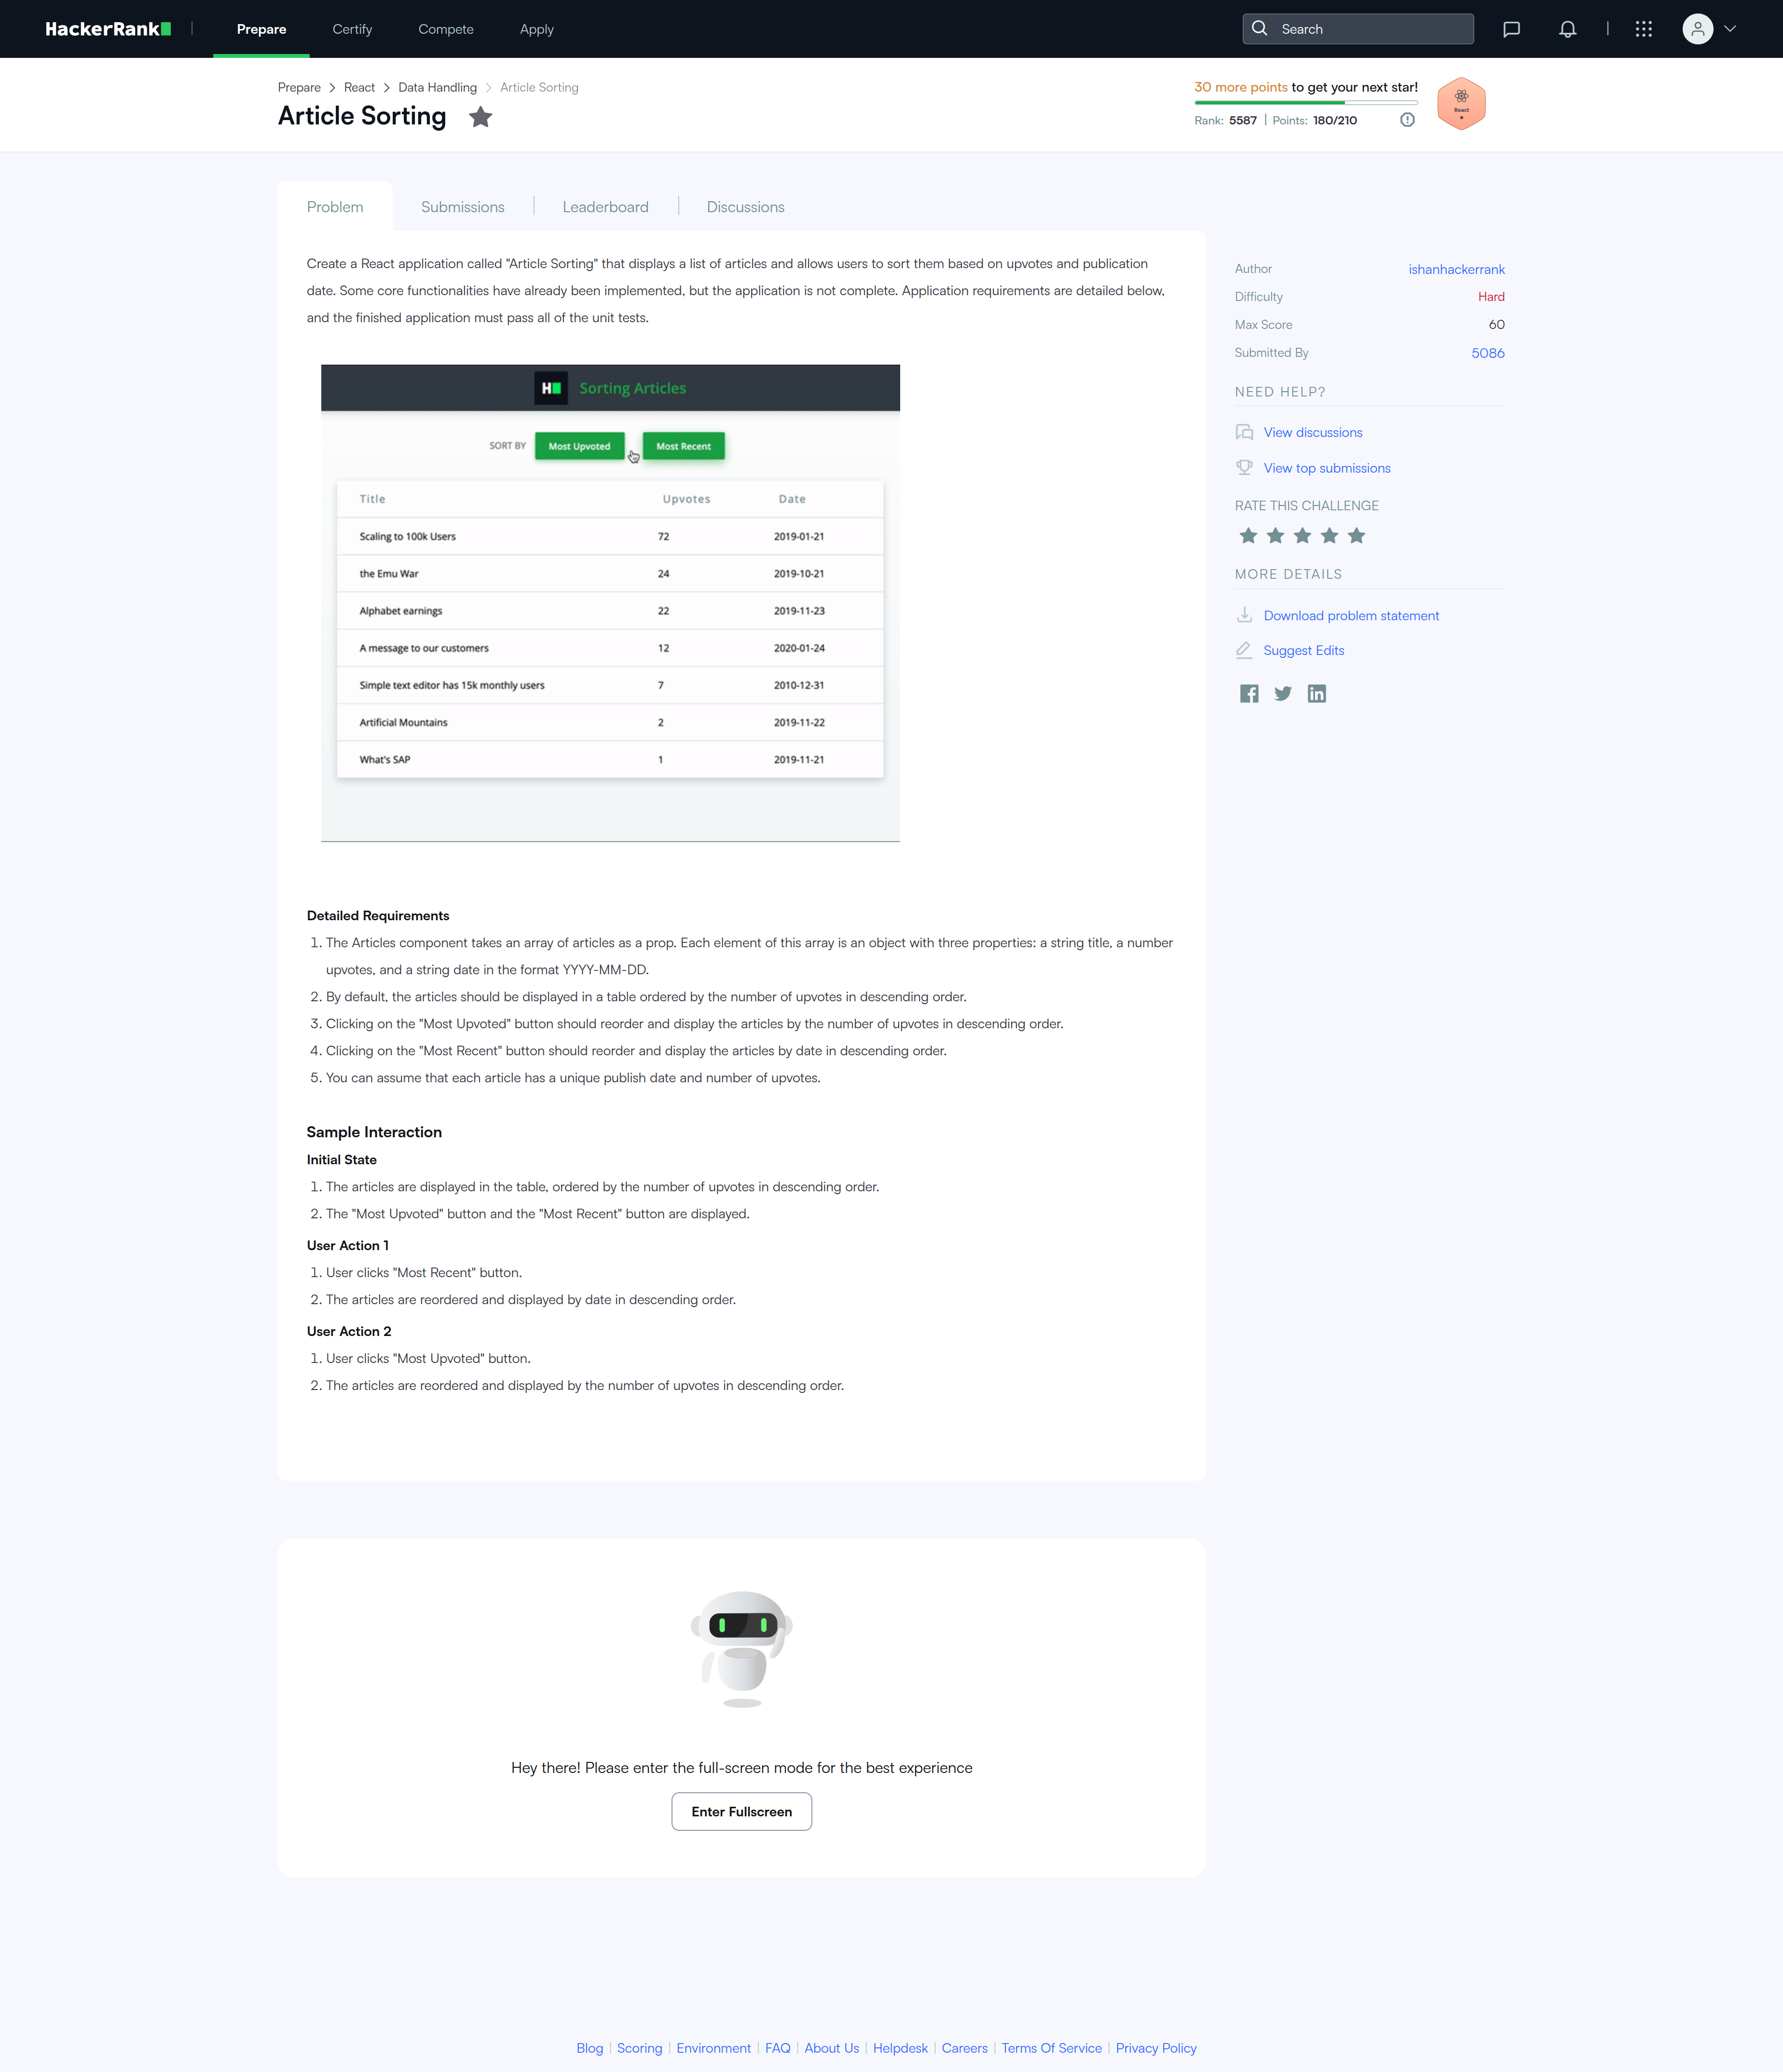 HackerRank
Prepare
Certify
Compete
Apply
Search
Prepare > React > Data Handling > Article Sorting
Article Sorting
30 more points to get your next star!
Rank: 5587 | Points: 180/210
React
Problem
Submissions
Leaderboard
Discussions
Create a React application called "Article Sorting" that displays a list of articles and allows users to sort them based on upvotes and publication
date. Some core functionalities have already been implemented, but the application is not complete. Application requirements are detailed below,
and the finished application must pass all of the unit tests.
H
Sorting Articles
SORT BY Most Upvoted Most Recent
Title Upvotes Date
Scaling to 100k Users 72 2019-01-21
the Emu War 24 2019-10-21
Alphabet earnings 22 2019-11-23
A message to our customers 12 2020-01-24
Simple text editor has 15k monthly users 7 2010-12-31
Artificial Mountains 2 2019-11-22
What's SAP 1 2019-11-21
Detailed Requirements
1. The Articles component takes an array of articles as a prop. Each element of this array is an object with three properties: a string title, a number
upvotes, and a string date in the format YYYY-MM-DD.
2. By default, the articles should be displayed in a table ordered by the number of upvotes in descending order.
3. Clicking on the "Most Upvoted" button should reorder and display the articles by the number of upvotes in descending order.
4. Clicking on the "Most Recent" button should reorder and display the articles by date in descending order.
5. You can assume that each article has a unique publish date and number of upvotes.
Sample Interaction
Initial State
1. The articles are displayed in the table, ordered by the number of upvotes in descending order.
2. The "Most Upvoted" button and the "Most Recent" button are displayed.
User Action 1
1. User clicks "Most Recent" button.
2. The articles are reordered and displayed by date in descending order.
User Action 2
1. User clicks "Most Upvoted" button.
2. The articles are reordered and displayed by the number of upvotes in descending order.
Author ishanhackerrank
Difficulty Hard
Max Score 60
Submitted By 5086
NEED HELP?
View discussions
View top submissions
RATE THIS CHALLENGE
MORE DETAILS
Download problem statement
Suggest Edits
Hey there! Please enter the full-screen mode for the best experience
Enter Fullscreen
Blog | Scoring | Environment | FAQ | About Us | Helpdesk | Careers | Terms Of Service | Privacy Policy